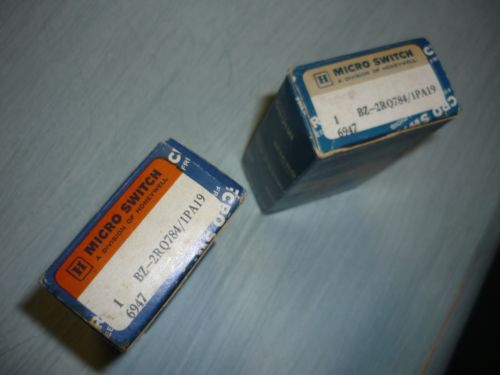 H MICRO SWITCH
A DIVISION OF HONEYWELL
1 BZ-2RQ784/1PA19
6947
H MICRO SWITCH
A DIVISION OF HONEYWELL
1 BZ-2RQ784/1PA19
6947